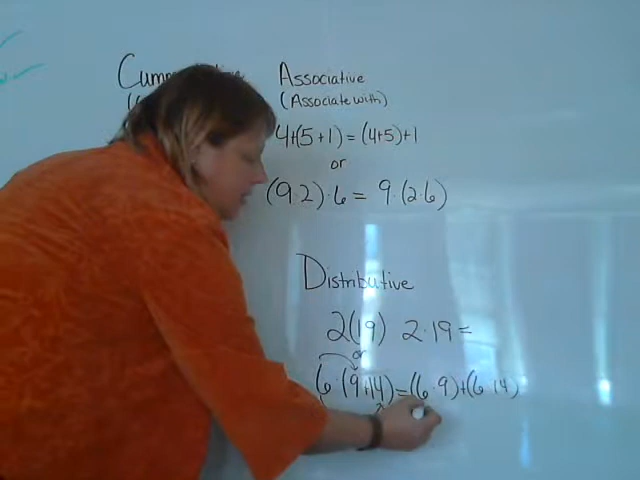 Associative
(Associate with)
4+(5+1)=(4+5)+1
or
(9·2)·6 = 9·(2·6)
Distributive
2(19) 2·19=
or
6·(9+14)=(6·9)+(6·14)